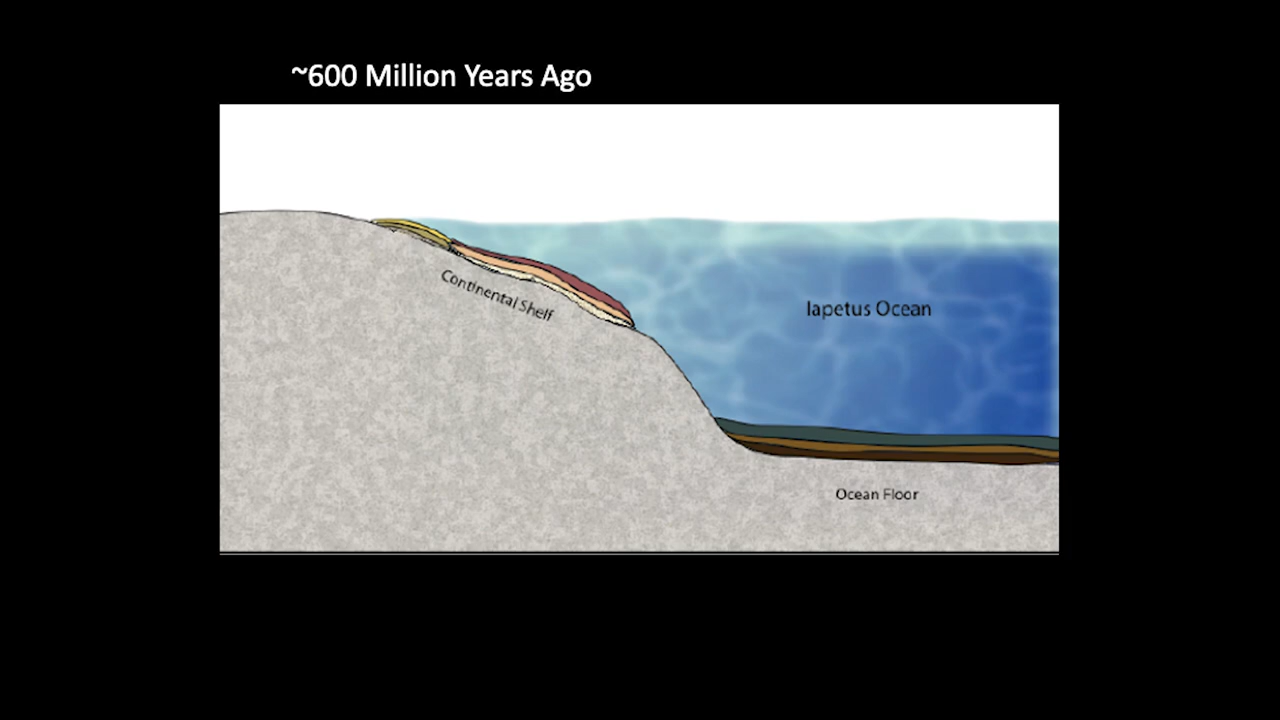 ~600 Million Years Ago
Continental Shelf
Iapetus Ocean
Ocean Floor